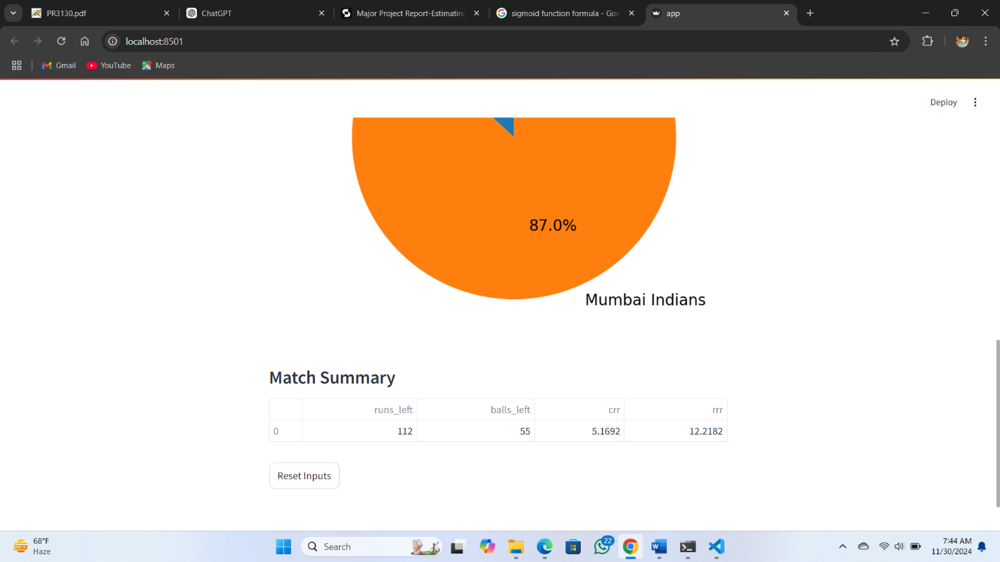 PR3130.pdf
ChatGPT
Major Project Report-Estimating
sigmoid function formula - Goo
app
localhost:8501
Gmail
YouTube
Maps
Deploy
87.0%
Mumbai Indians
Match Summary
runs_left balls_left crr rrr
0 112 55 5.1692 12.2182
Reset Inputs
68°F
Haze
Search
22
7:44 AM
11/30/2024